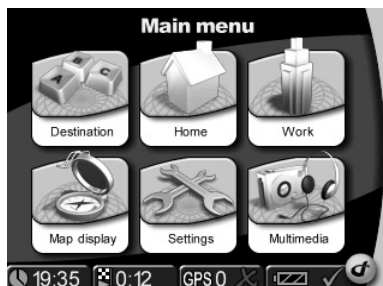 Main menu
A B C
Destination
Home
Work
Map display
Settings
Multimedia
19:35 0:12 GPS 0